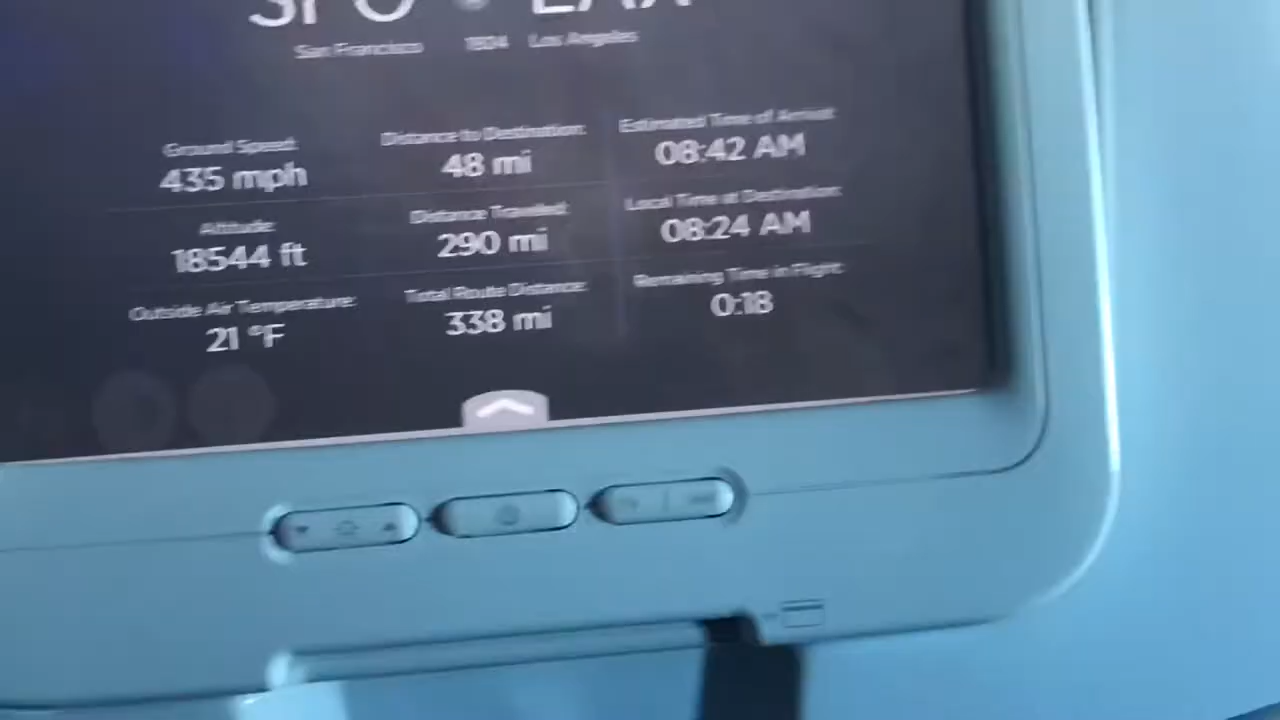 SFO LAX
San Francisco 1804 Los Angeles
Ground Speed:
435 mph
Distance to Destination:
48 mi
Estimated Time of Arrival:
08:42 AM
Altitude:
18544 ft
Distance Traveled:
290 mi
Local Time at Destination:
08:24 AM
Outside Air Temperature:
21 °F
Total Route Distance:
338 mi
Remaining Time in Flight:
0:18